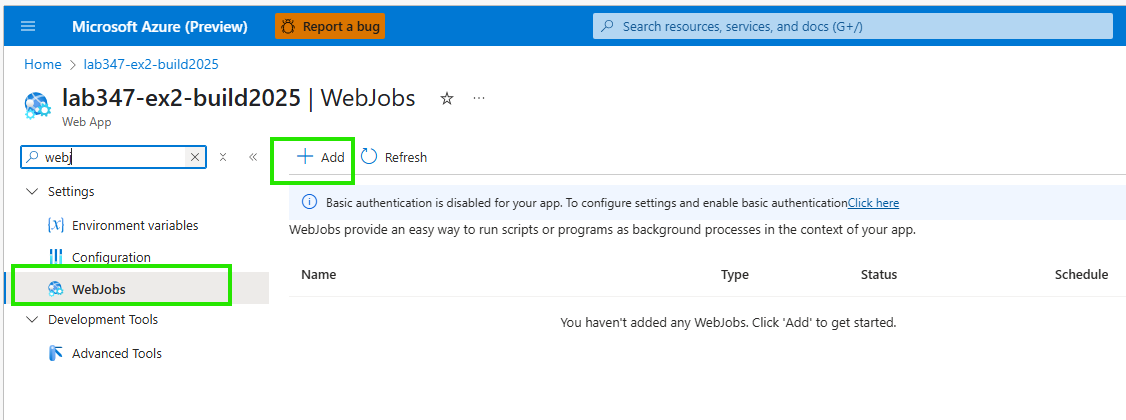 Microsoft Azure (Preview)
Report a bug
Search resources, services, and docs (G+/)
Home > lab347-ex2-build2025
lab347-ex2-build2025 | WebJobs
Web App
webj
Add
Refresh
Settings
Environment variables
Configuration
WebJobs
Development Tools
Advanced Tools
Basic authentication is disabled for your app. To configure settings and enable basic authenticationClick here
WebJobs provide an easy way to run scripts or programs as background processes in the context of your app.
Name Type Status Schedule
You haven't added any WebJobs. Click 'Add' to get started.